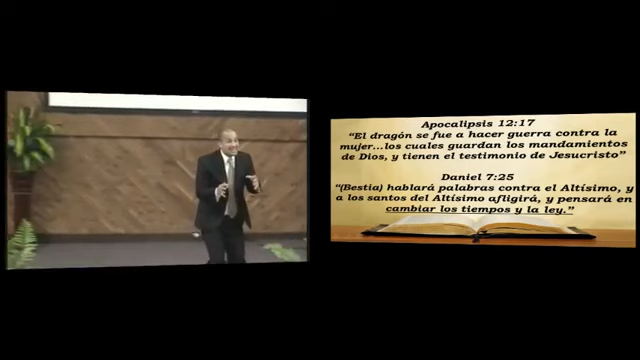 Apocalipsis 12:17
"El dragón se fue a hacer guerra contra la
mujer...los cuales guardan los mandamientos
de Dios, y tienen el testimonio de Jesucristo"
Daniel 7:25
"(Bestia) hablará palabras contra el Altísimo, y
a los santos del Altísimo afligirá, y pensará en
cambiar los tiempos y la ley."